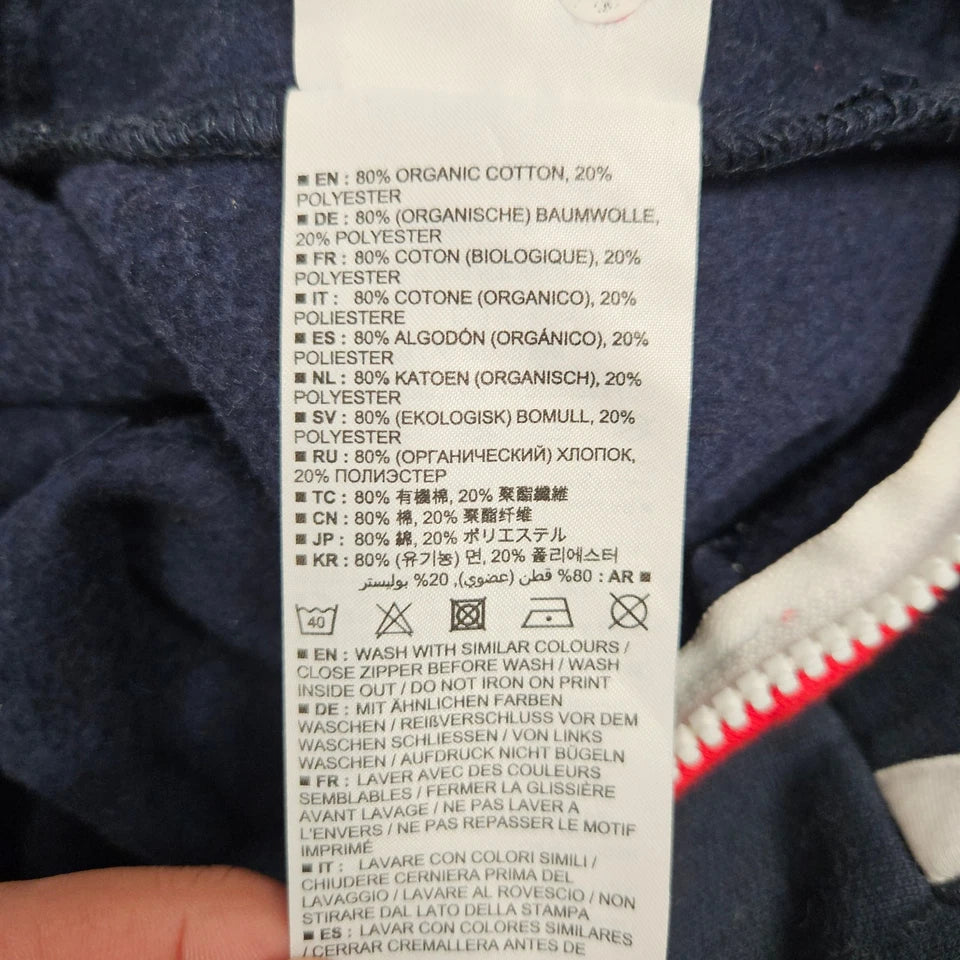 ■ EN : 80% ORGANIC COTTON, 20%
POLYESTER
■ DE : 80% (ORGANISCHE) BAUMWOLLE,
20% POLYESTER
■ FR : 80% COTON (BIOLOGIQUE), 20%
POLYESTER
■ IT : 80% COTONE (ORGANICO), 20%
POLIESTERE
■ ES : 80% ALGODÓN (ORGÁNICO), 20%
POLIESTER
■ NL : 80% KATOEN (ORGANISCH), 20%
POLYESTER
■ SV : 80% (EKOLOGISK) BOMULL, 20%
POLYESTER
■ RU : 80% (ОРГАНИЧЕСКИЙ) ХЛОПОК,
20% ПОЛИЭСТЕР
■ TC : 80% 有機棉, 20% 聚酯纖維
■ CN : 80% 棉, 20% 聚酯纤维
■ JP : 80% 綿, 20% ポリエステル
■ KR : 80% (유기농) 면, 20% 폴리에스터
■ AR : 80% قطن (عضوي), 20% بوليستر
40
■ EN : WASH WITH SIMILAR COLOURS /
CLOSE ZIPPER BEFORE WASH / WASH
INSIDE OUT / DO NOT IRON ON PRINT
■ DE : MIT ÄHNLICHEN FARBEN
WASCHEN / REIßVERSCHLUSS VOR DEM
WASCHEN SCHLIESSEN / VON LINKS
WASCHEN / AUFDRUCK NICHT BÜGELN
■ FR : LAVER AVEC DES COULEURS
SEMBLABLES / FERMER LA GLISSIÈRE
AVANT LAVAGE / NE PAS LAVER A
L'ENVERS / NE PAS REPASSER LE MOTIF
IMPRIMÉ
■ IT : LAVARE CON COLORI SIMILI /
CHIUDERE CERNIERA PRIMA DEL
LAVAGGIO / LAVARE AL ROVESCIO / NON
STIRARE DAL LATO DELLA STAMPA
■ ES : LAVAR CON COLORES SIMILARES
/ CERRAR CREMALLERA ANTES DE